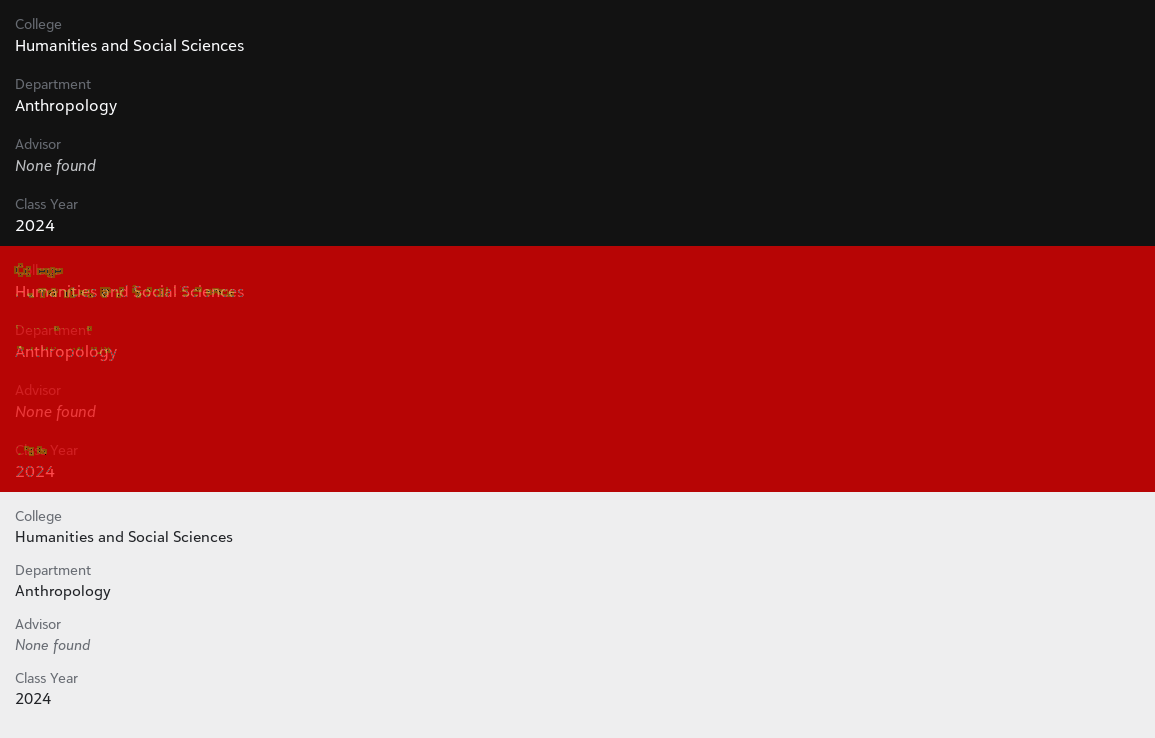 College
Humanities and Social Sciences
Department
Anthropology
Advisor
None found
Class Year
2024
College
Humanities and Social Sciences
Department
Anthropology
Advisor
None found
Class Year
2024
College
Humanities and Social Sciences
Department
Anthropology
Advisor
None found
Class Year
2024